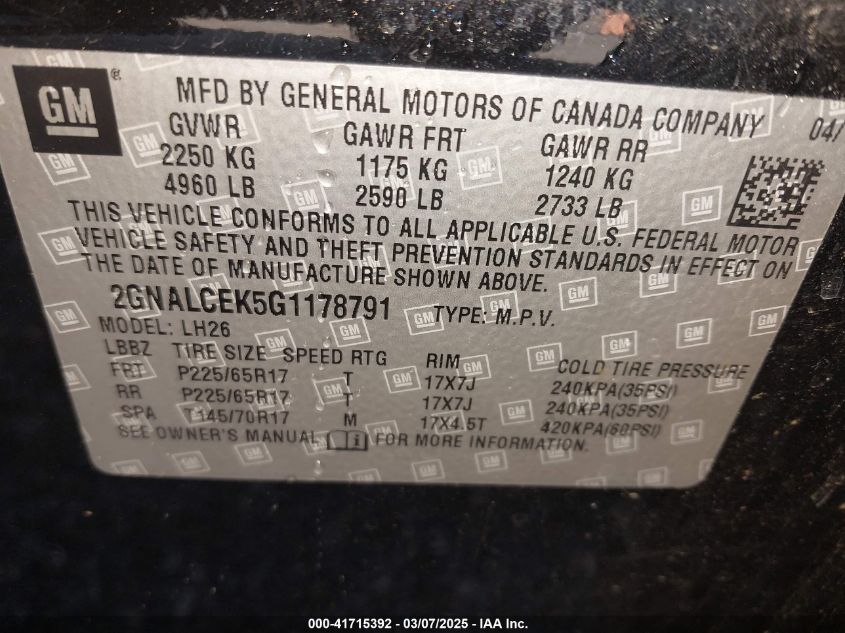 GM
MFD BY GENERAL MOTORS OF CANADA COMPANY 04/
GVWR GAWR FRT GAWR RR
2250 KG 1175 KG 1240 KG
4960 LB 2590 LB 2733 LB
THIS VEHICLE CONFORMS TO ALL APPLICABLE U.S. FEDERAL MOTOR
VEHICLE SAFETY AND THEFT PREVENTION STANDARDS IN EFFECT ON
THE DATE OF MANUFACTURE SHOWN ABOVE.
2GNALCEK5G1178791 TYPE: M.P.V.
MODEL: LH26
LBBZ TIRE SIZE SPEED RTG RIM COLD TIRE PRESSURE
FRT P225/65R17 T 17X7J 240KPA(35PSI)
RR P225/65R17 T 17X7J 240KPA(35PSI)
SPA T145/70R17 M 17X4.5T 420KPA(60PSI)
SEE OWNER'S MANUAL FOR MORE INFORMATION.
000-41715392 - 03/07/2025 - IAA Inc.